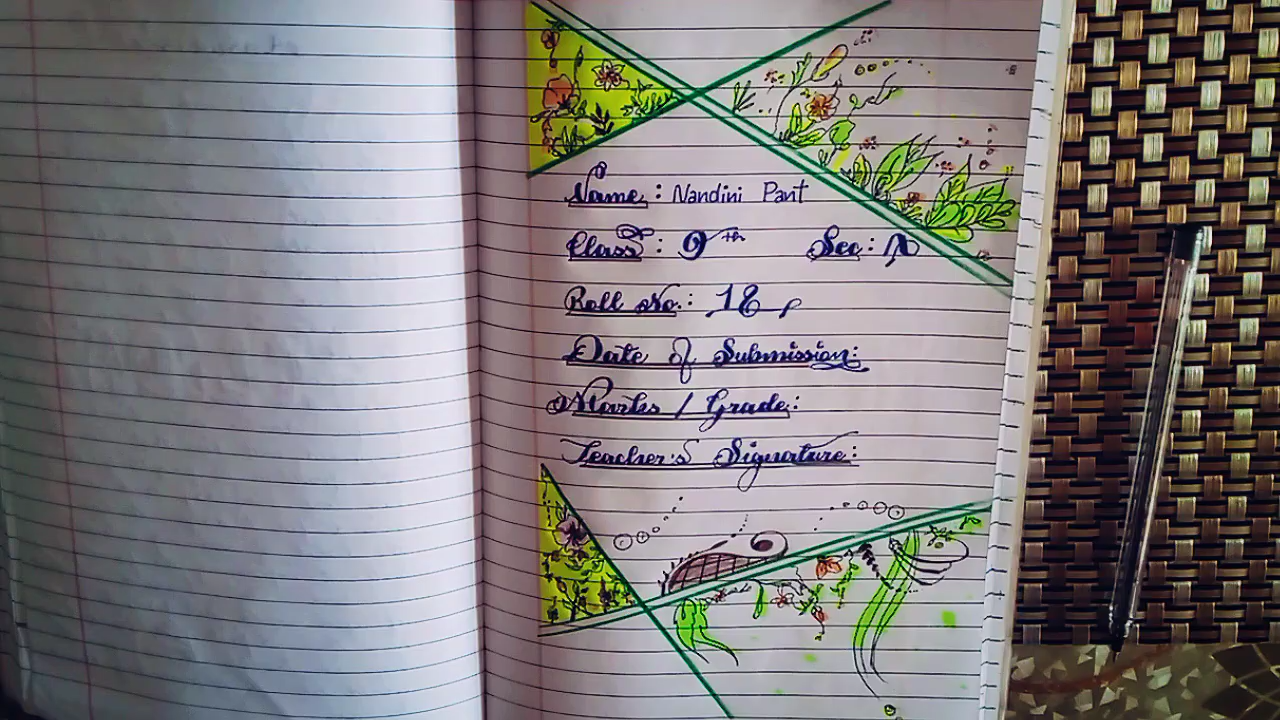 Name : Nandini Pant
Class : 9th Sec : A
Roll No. : 18
Date of Submission:
Marks / Grade:
Teacher's Signature: